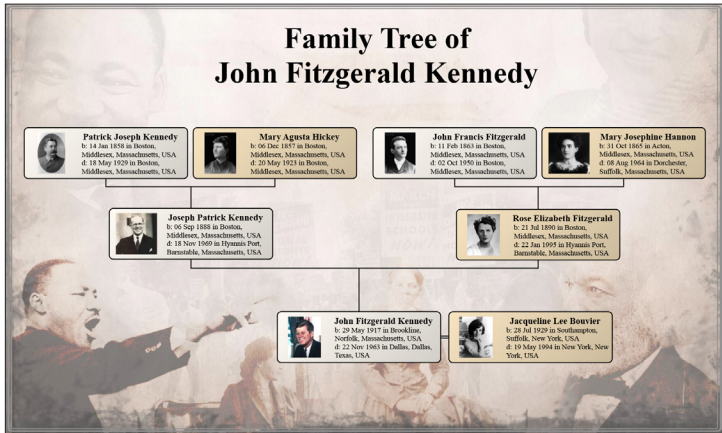 Family Tree of
John Fitzgerald Kennedy
Patrick Joseph Kennedy
b: 14 Jan 1858 in Boston,
Middlesex, Massachusetts, USA
d: 18 May 1929 in Boston,
Middlesex, Massachusetts, USA
Mary Agusta Hickey
b: 06 Dec 1857 in Boston,
Middlesex, Massachusetts, USA
d: 20 May 1923 in Boston,
Middlesex, Massachusetts, USA
John Francis Fitzgerald
b: 11 Feb 1863 in Boston,
Middlesex, Massachusetts, USA
d: 02 Oct 1950 in Boston,
Middlesex, Massachusetts, USA
Mary Josephine Hannon
b: 31 Oct 1865 in Acton,
Middlesex, Massachusetts, USA
d: 08 Aug 1964 in Dorchester,
Suffolk, Massachusetts, USA
Joseph Patrick Kennedy
b: 06 Sep 1888 in Boston,
Middlesex, Massachusetts, USA
d: 18 Nov 1969 in Hyannis Port,
Barnstable, Massachusetts, USA
Rose Elizabeth Fitzgerald
b: 21 Jul 1890 in Boston,
Middlesex, Massachusetts, USA
d: 22 Jan 1995 in Hyannis Port,
Barnstable, Massachusetts, USA
John Fitzgerald Kennedy
b: 29 May 1917 in Brookline,
Norfolk, Massachusetts, USA
d: 22 Nov 1963 in Dallas, Dallas,
Texas, USA
Jacqueline Lee Bouvier
b: 28 Jul 1929 in Southampton,
Suffolk, New York, USA
d: 19 May 1994 in New York, New
York, USA